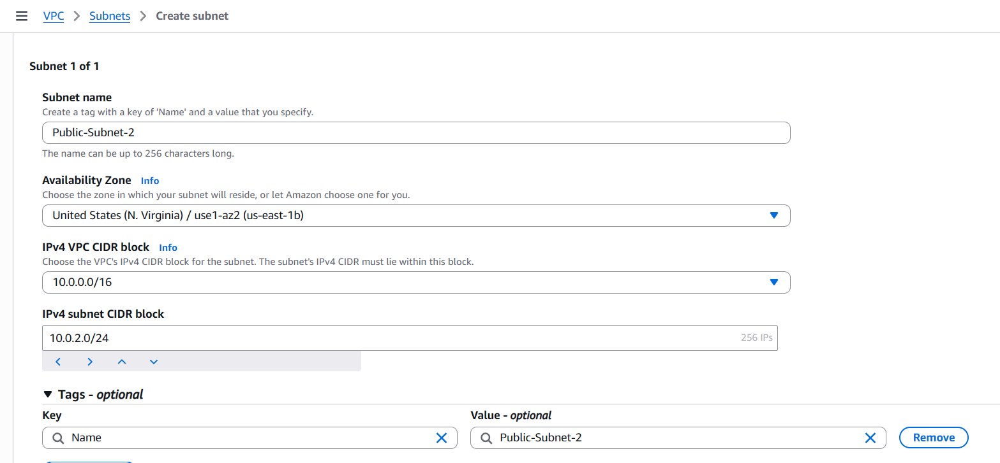 VPC > Subnets > Create subnet
Subnet 1 of 1
Subnet name
Create a tag with a key of 'Name' and a value that you specify.
Public-Subnet-2
The name can be up to 256 characters long.
Availability Zone Info
Choose the zone in which your subnet will reside, or let Amazon choose one for you.
United States (N. Virginia) / use1-az2 (us-east-1b)
IPv4 VPC CIDR block Info
Choose the VPC's IPv4 CIDR block for the subnet. The subnet's IPv4 CIDR must lie within this block.
10.0.0.0/16
IPv4 subnet CIDR block
10.0.2.0/24 256 IPs
Tags - optional
Key Value - optional
Name Public-Subnet-2 Remove